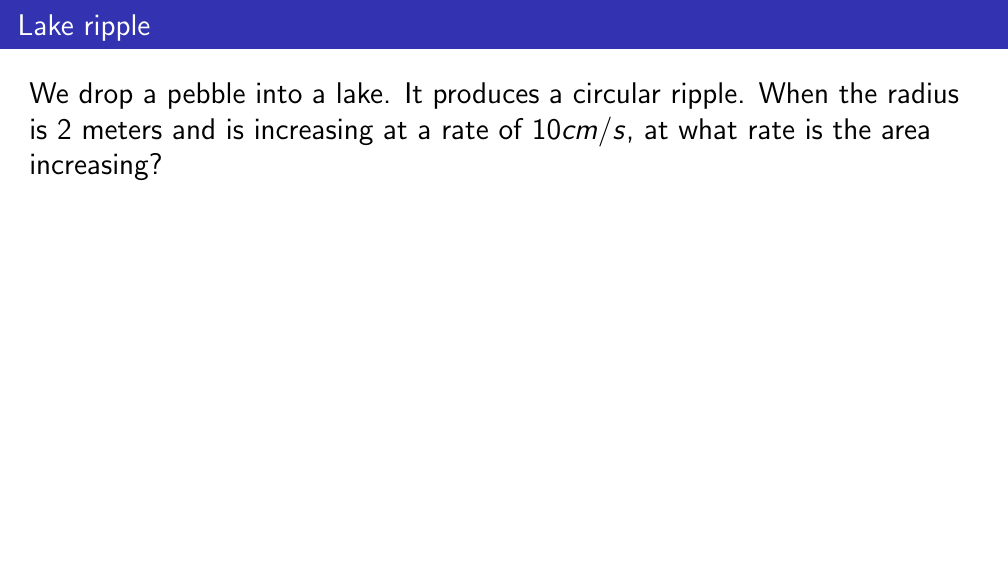 Lake ripple
We drop a pebble into a lake. It produces a circular ripple. When the radius
is 2 meters and is increasing at a rate of 10cm/s, at what rate is the area
increasing?